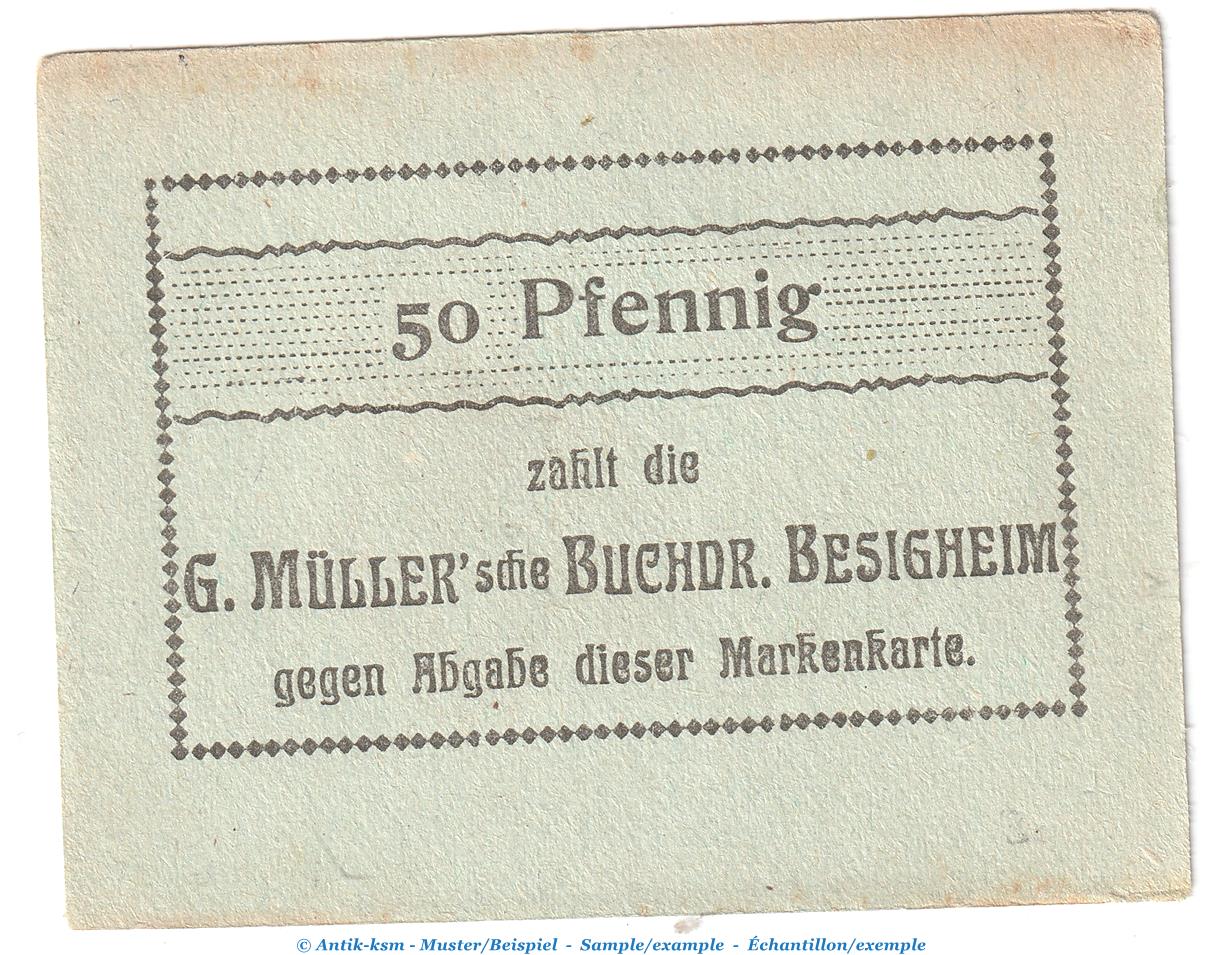 50 Pfennig
zahlt die
G. MÜLLER'sche BUCHDR. BESIGHEIM
gegen Abgabe dieser Markenkarte.
© Antik-ksm - Muster/Beispiel - Sample/example - Échantillon/exemple